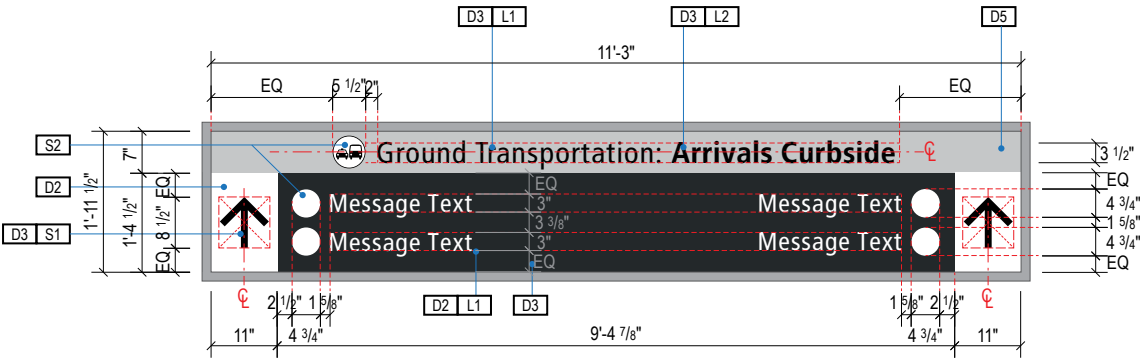 D3 L1 D3 L2 D5
11'-3"
EQ 5 1/2" 2" EQ
S2 7" Ground Transportation: Arrivals Curbside ℄ 3 1/2"
D2 1'-11 1/2" 1'-4 1/2" EQ EQ EQ
Message Text 3" Message Text 4 3/4"
D3 S1 8 1/2" 3 3/8" 1 5/8"
Message Text 3" Message Text 4 3/4"
EQ EQ EQ
℄ 2 1/2" 1 5/8" D2 L1 D3 1 5/8" 2 1/2" ℄
11" 4 3/4" 9'-4 7/8" 4 3/4" 11"